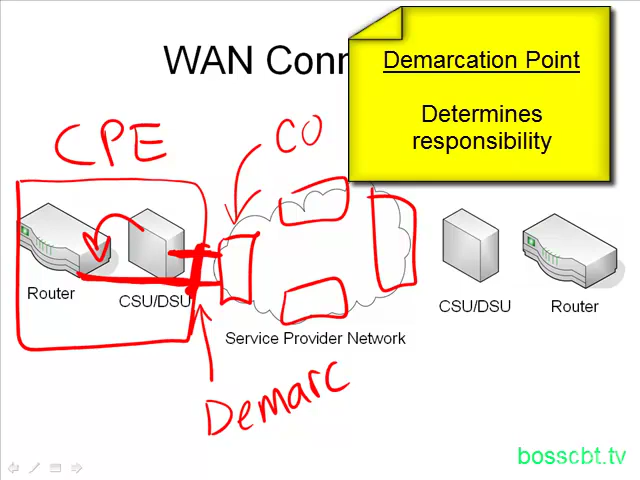 WAN Conn
Demarcation Point
Determines
responsibility
CPE
CO
Router
CSU/DSU
CSU/DSU
Router
Service Provider Network
Demarc
bosscbt.tv